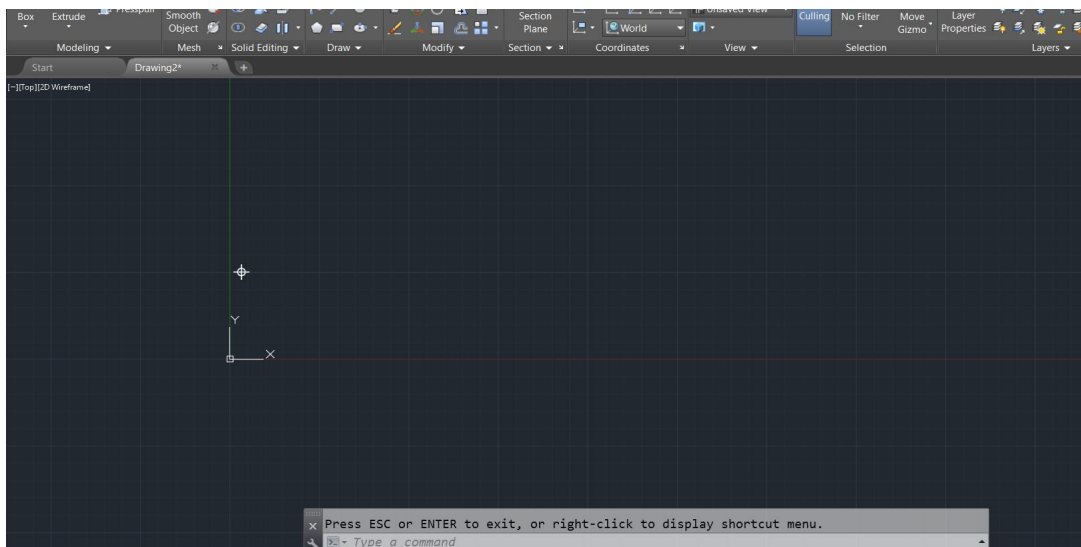 Presspull
Box
Extrude
Smooth
Object
Section
Plane
World
Unsaved View
Culling
No Filter
Move
Gizmo
Layer
Properties
Modeling
Mesh
Solid Editing
Draw
Modify
Section
Coordinates
View
Selection
Layers
Start
Drawing2*
[−][Top][2D Wireframe]
Y
X
Press ESC or ENTER to exit, or right-click to display shortcut menu.
Type a command